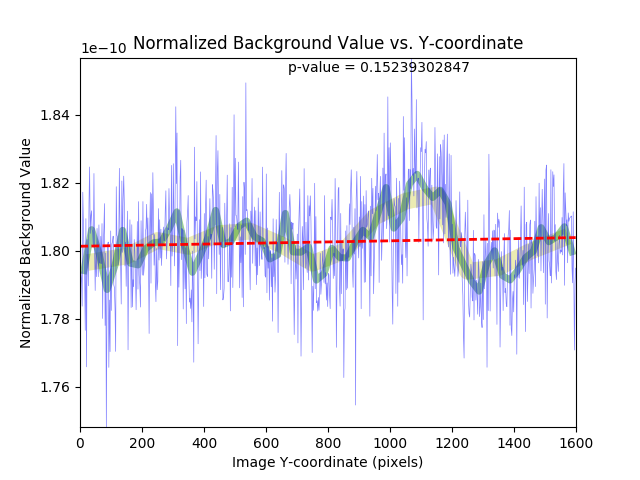 Normalized Background Value vs. Y-coordinate
1e−10
p-value = 0.15239302847
1.84
1.82
1.80
1.78
1.76
Normalized Background Value
0 200 400 600 800 1000 1200 1400 1600
Image Y-coordinate (pixels)